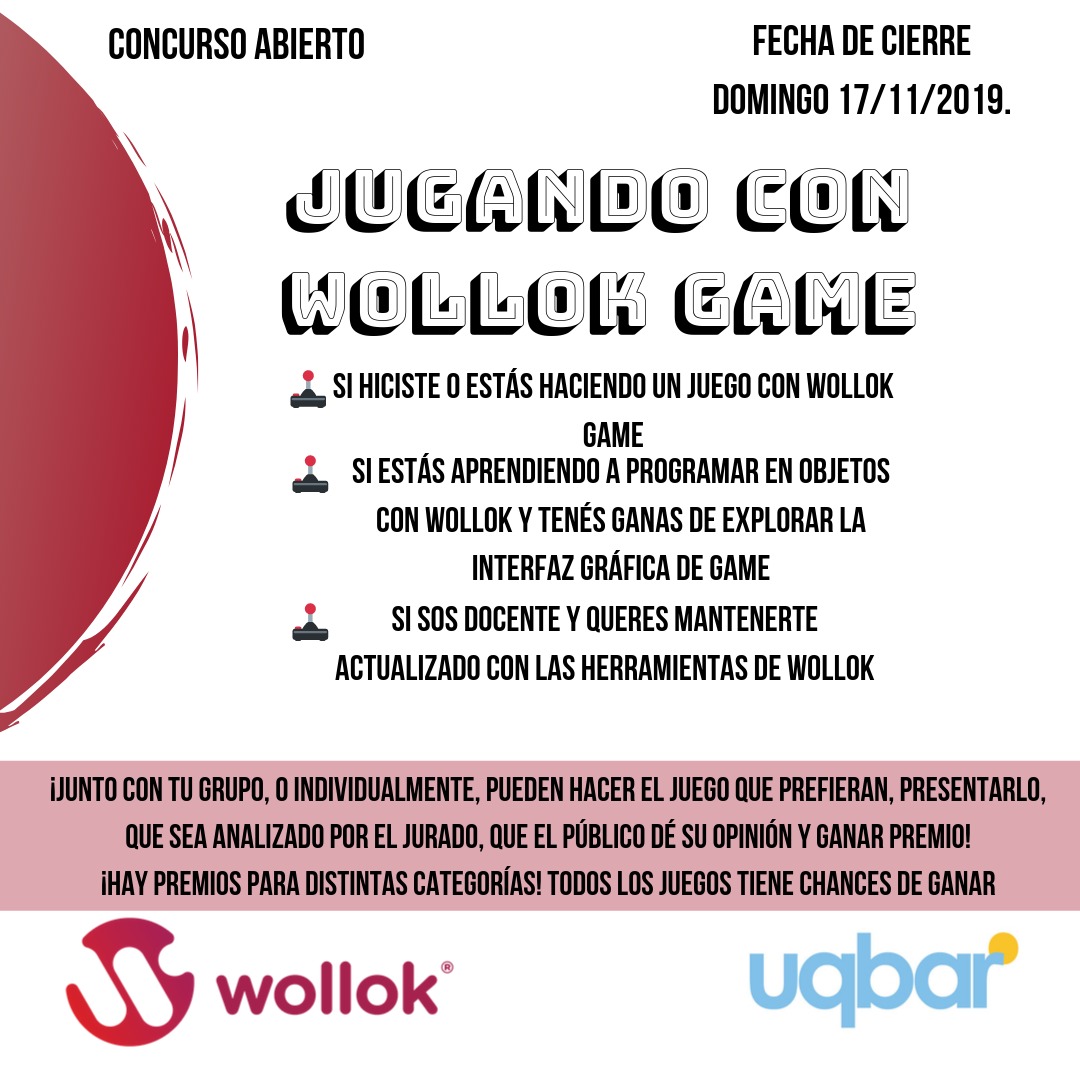 CONCURSO ABIERTO
FECHA DE CIERRE
DOMINGO 17/11/2019.
JUGANDO CON
WOLLOK GAME
SI HICISTE O ESTÁS HACIENDO UN JUEGO CON WOLLOK
GAME
SI ESTÁS APRENDIENDO A PROGRAMAR EN OBJETOS
CON WOLLOK Y TENÉS GANAS DE EXPLORAR LA
INTERFAZ GRÁFICA DE GAME
SI SOS DOCENTE Y QUERES MANTENERTE
ACTUALIZADO CON LAS HERRAMIENTAS DE WOLLOK
¡JUNTO CON TU GRUPO, O INDIVIDUALMENTE, PUEDEN HACER EL JUEGO QUE PREFIERAN, PRESENTARLO,
QUE SEA ANALIZADO POR EL JURADO, QUE EL PÚBLICO DÉ SU OPINIÓN Y GANAR PREMIO!
¡HAY PREMIOS PARA DISTINTAS CATEGORÍAS! TODOS LOS JUEGOS TIENE CHANCES DE GANAR
wollok®
uqbar